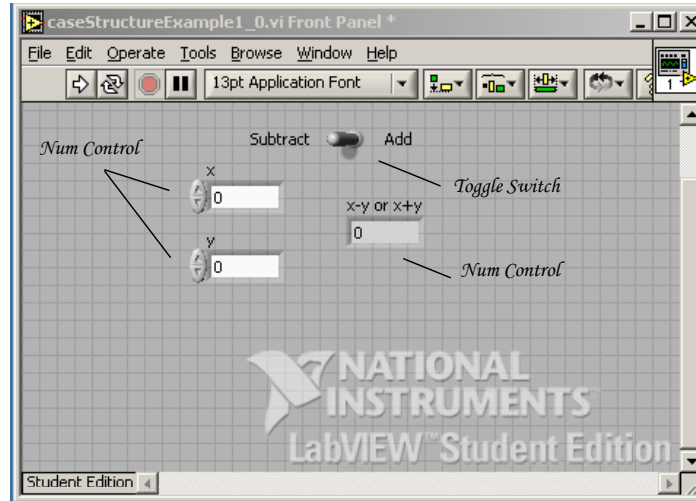 caseStructureExample1_0.vi Front Panel *
File Edit Operate Tools Browse Window Help
13pt Application Font
1
Subtract Add
Num Control
x
0
Toggle Switch
x-y or x+y
0
y
0
Num Control
NATIONAL
INSTRUMENTS
LabVIEW™ Student Edition
Student Edition